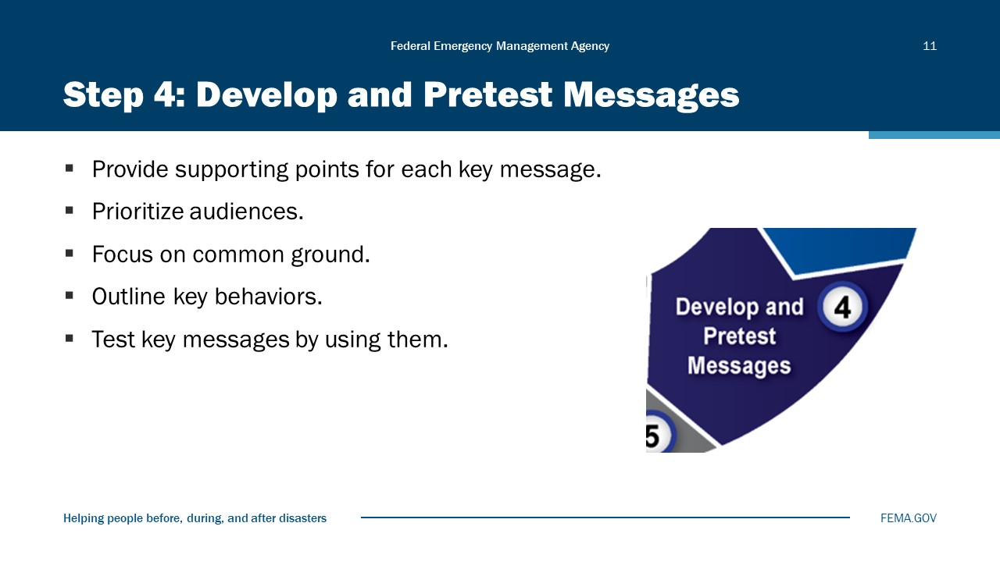 Federal Emergency Management Agency
11
Step 4: Develop and Pretest Messages
▪ Provide supporting points for each key message.
▪ Prioritize audiences.
▪ Focus on common ground.
▪ Outline key behaviors.
▪ Test key messages by using them.
Develop and
Pretest
Messages
4
5
Helping people before, during, and after disasters
FEMA.GOV